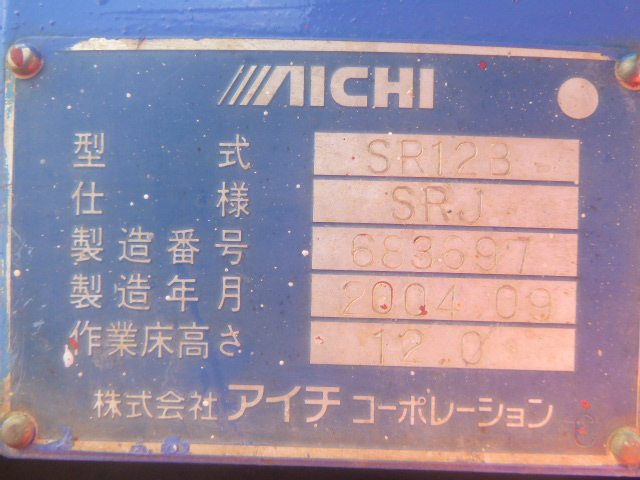 AICHI
型式 SR123
仕様 SRJ
製造番号 683697
製造年月 2004.09
作業床高さ 12.0
株式会社 アイチ コーポレーション